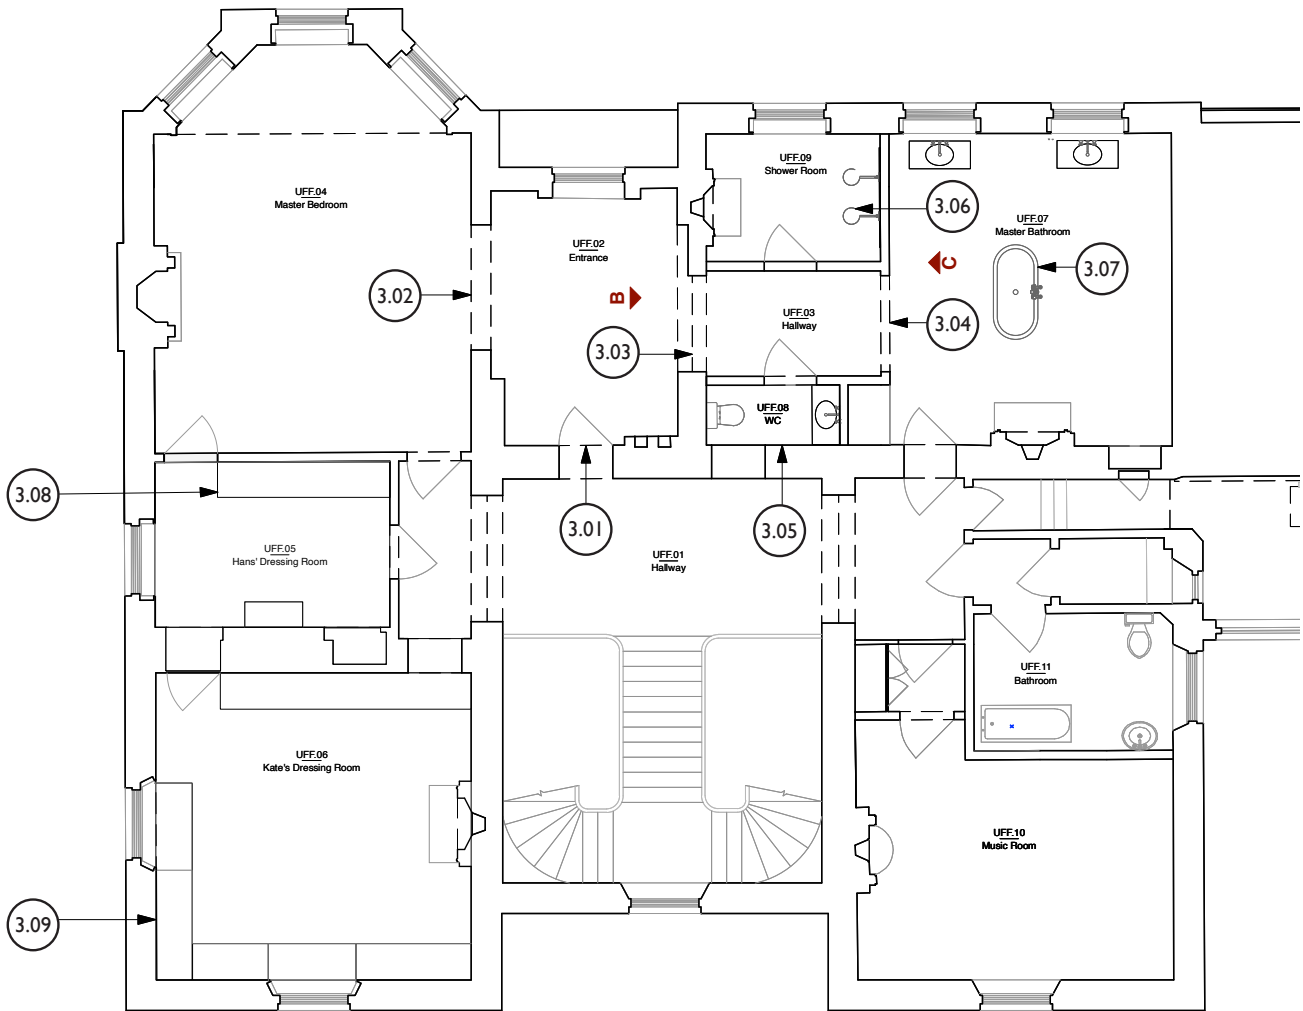 UFF.09
Shower Room
UFF.04
Master Bedroom
3.06
UFF.07
Master Bathroom
UFF.02
Entrance
C
3.07
3.02
B
UFF.03
Hallway
3.04
3.03
UFF.08
WC
3.08
3.01
3.05
UFF.05
Hans' Dressing Room
UFF.01
Hallway
UFF.11
Bathroom
UFF.06
Kate's Dressing Room
UFF.10
Music Room
3.09